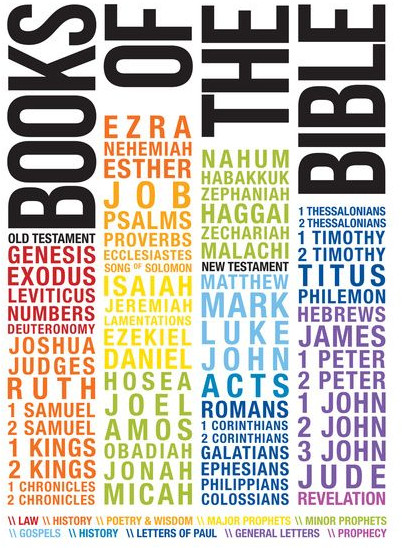 BOOKS
OLD TESTAMENT
GENESIS
EXODUS
LEVITICUS
NUMBERS
DEUTERONOMY
JOSHUA
JUDGES
RUTH
1 SAMUEL
2 SAMUEL
1 KINGS
2 KINGS
1 CHRONICLES
2 CHRONICLES
OF
EZRA
NEHEMIAH
ESTHER
JOB
PSALMS
PROVERBS
ECCLESIASTES
SONG OF SOLOMON
ISAIAH
JEREMIAH
LAMENTATIONS
EZEKIEL
DANIEL
HOSEA
JOEL
AMOS
OBADIAH
JONAH
MICAH
THE
NAHUM
HABAKKUK
ZEPHANIAH
HAGGAI
ZECHARIAH
MALACHI
NEW TESTAMENT
MATTHEW
MARK
LUKE
JOHN
ACTS
ROMANS
1 CORINTHIANS
2 CORINTHIANS
GALATIANS
EPHESIANS
PHILIPPIANS
COLOSSIANS
BIBLE
1 THESSALONIANS
2 THESSALONIANS
1 TIMOTHY
2 TIMOTHY
TITUS
PHILEMON
HEBREWS
JAMES
1 PETER
2 PETER
1 JOHN
2 JOHN
3 JOHN
JUDE
REVELATION
\\ LAW \\ HISTORY \\ POETRY & WISDOM \\ MAJOR PROPHETS \\ MINOR PROPHETS
\\ GOSPELS \\ HISTORY \\ LETTERS OF PAUL \\ GENERAL LETTERS \\ PROPHECY